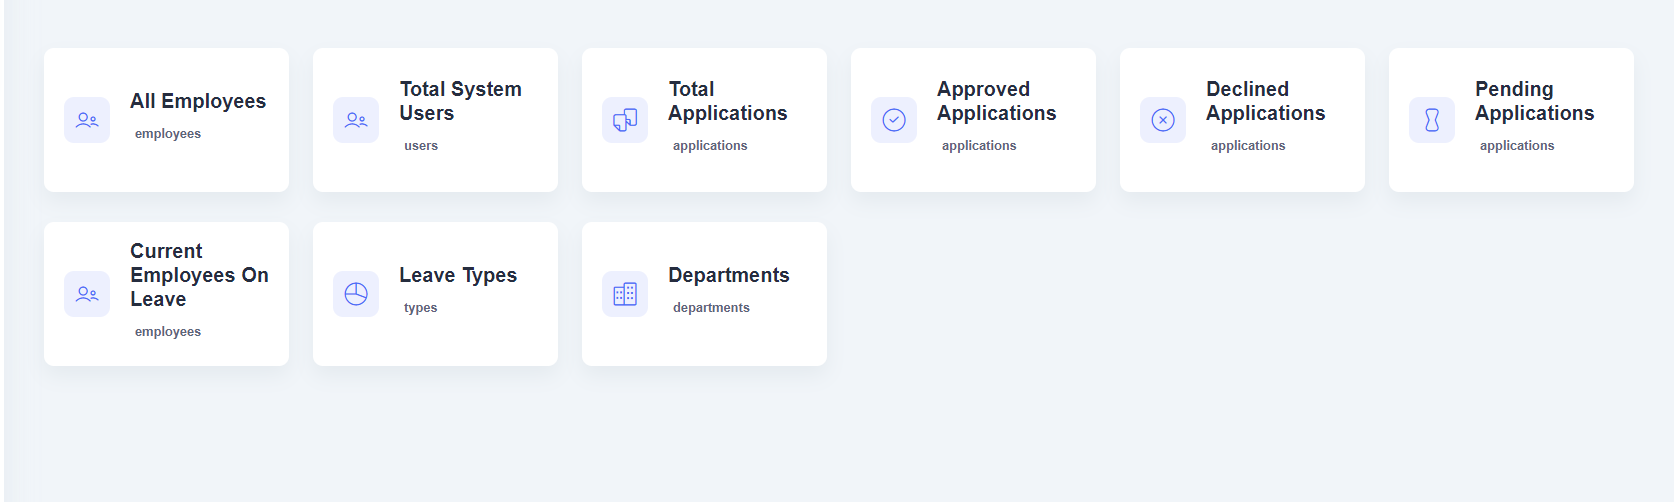 All Employees
employees
Total System
Users
users
Total
Applications
applications
Approved
Applications
applications
Declined
Applications
applications
Pending
Applications
applications
Current
Employees On
Leave
employees
Leave Types
types
Departments
departments